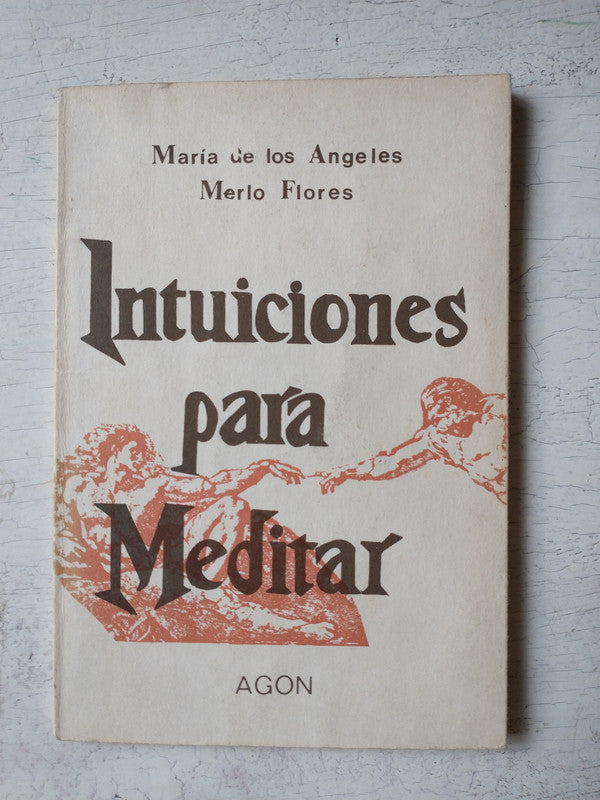 María de los Angeles
Merlo Flores
Intuiciones
para
Meditar
AGON